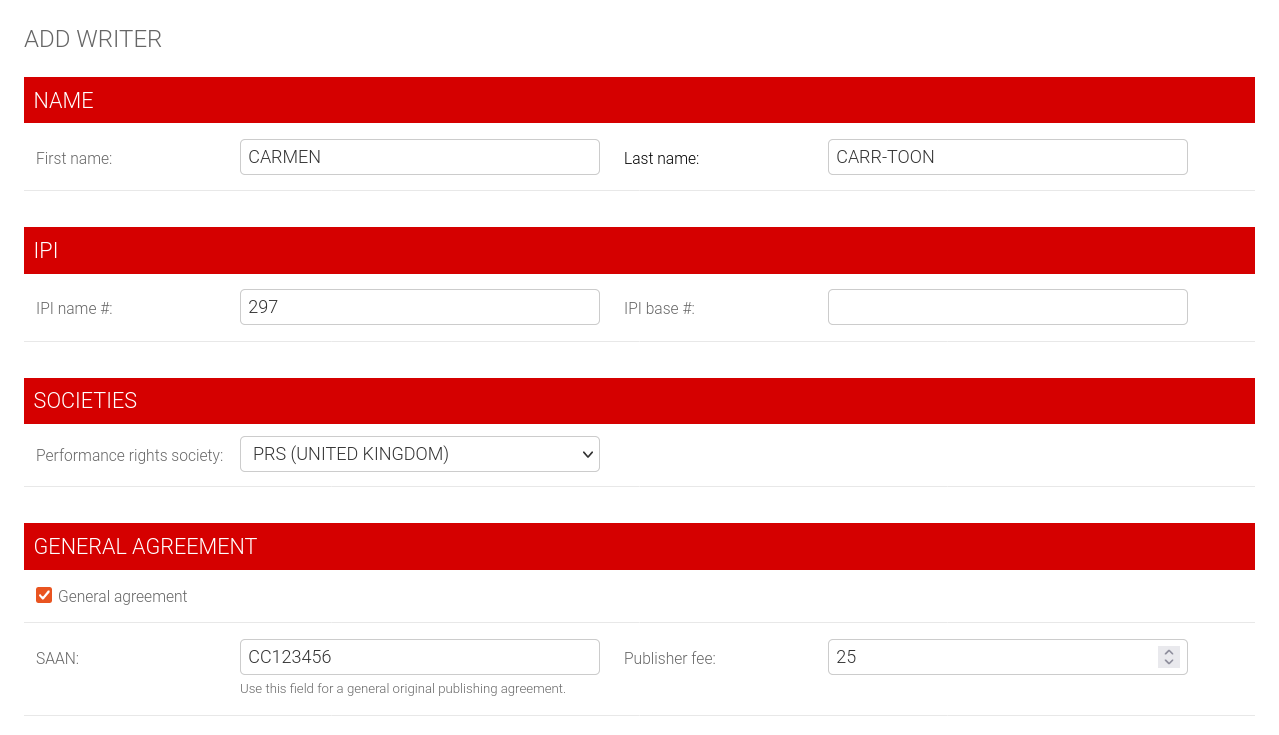 ADD WRITER
NAME
First name: CARMEN Last name: CARR-TOON
IPI
IPI name #: 297 IPI base #:
SOCIETIES
Performance rights society: PRS (UNITED KINGDOM)
GENERAL AGREEMENT
General agreement
SAAN: CC123456 Publisher fee: 25
Use this field for a general original publishing agreement.